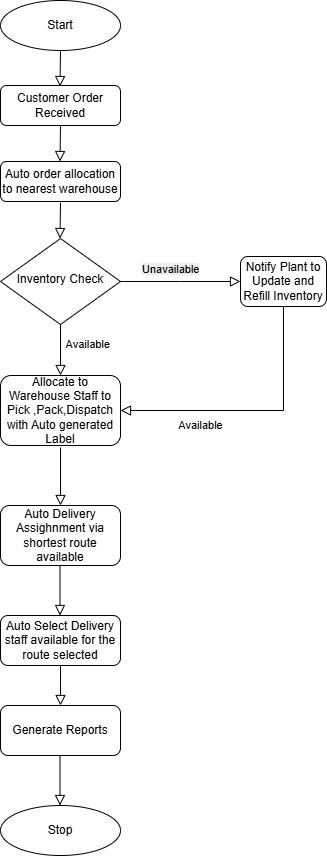 Start
Customer Order
Received
Auto order allocation
to nearest warehouse
Inventory Check
Unavailable
Notify Plant to
Update and
Refill Inventory
Available
Allocate to
Warehouse Staff to
Pick ,Pack,Dispatch
with Auto generated
Label
Available
Auto Delivery
Assighnment via
shortest route
available
Auto Select Delivery
staff available for the
route selected
Generate Reports
Stop